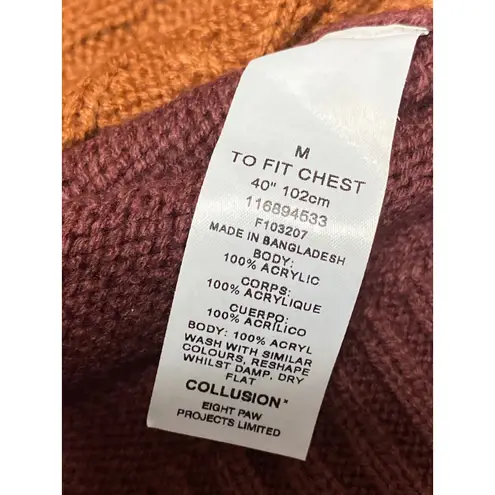 M
TO FIT CHEST
40" 102cm
116894533
F103207
MADE IN BANGLADESH
BODY:
100% ACRYLIC
CORPS:
100% ACRYLIQUE
CUERPO:
100% ACRÍLICO
BODY: 100% ACRYL
WASH WITH SIMILAR
COLOURS, RESHAPE
WHILST DAMP, DRY
FLAT
COLLUSION*
EIGHT PAW
PROJECTS LIMITED